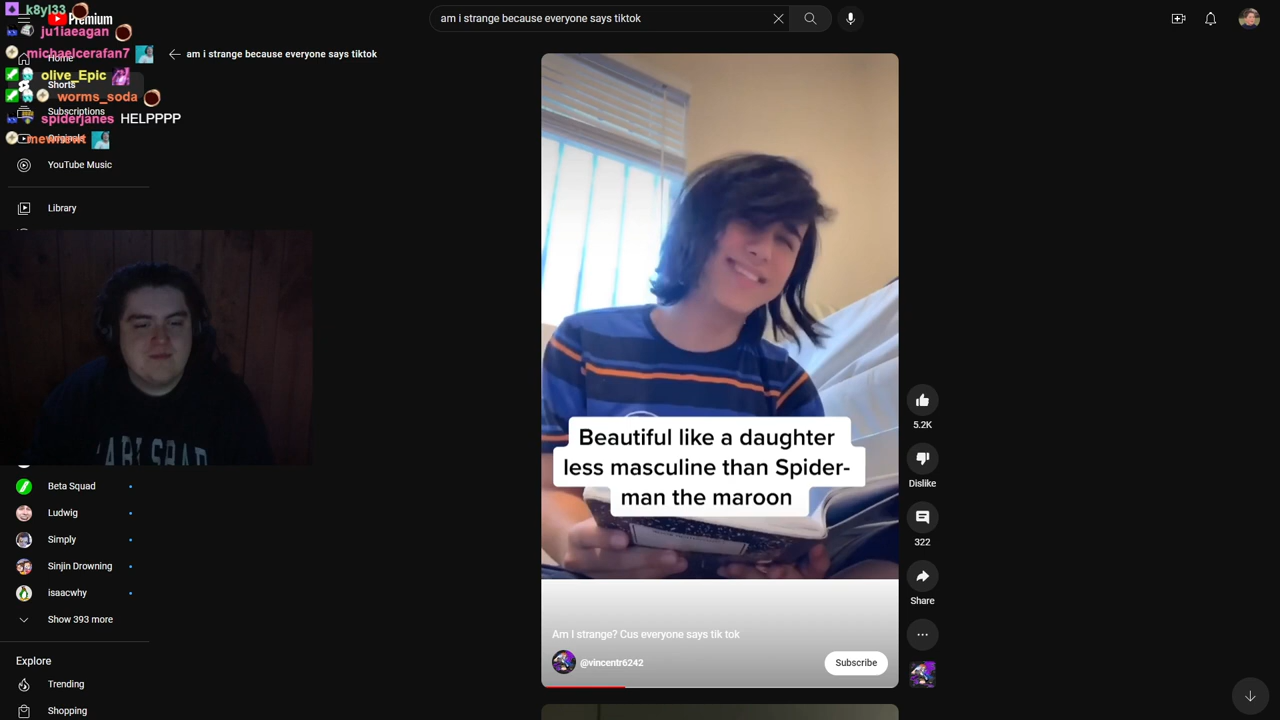 k8yl33
Premium
am i strange because everyone says tiktok
ju1iaeagan
michaelcerafan7
Home
am i strange because everyone says tiktok
olive_Epic
Shorts
worms_soda
Subscriptions
spiderjanes HELPPPP
YouTube Music
Library
Beautiful like a daughter
less masculine than Spider-
man the maroon
5.2K
Dislike
322
Share
Beta Squad
Ludwig
Simply
Sinjin Drowning
isaacwhy
Show 393 more
Am I strange? Cus everyone says tik tok
@vincentr6242
Subscribe
Explore
Trending
Shopping